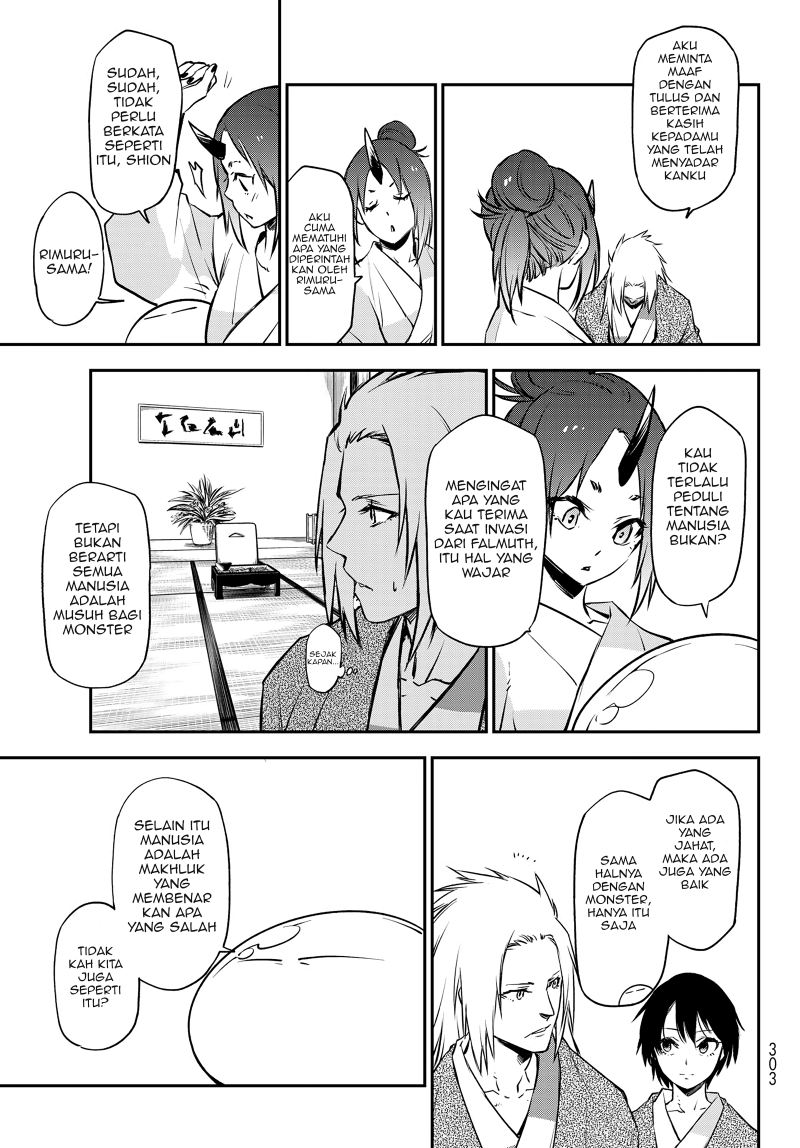 AKU
MEMINTA
MAAF
DENGAN
TULUS DAN
BERTERIMA
KASIH
KEPADAMU
YANG TELAH
MENYADAR
KANKU
AKU
CUMA
MEMATUHI
APA YANG
DIPERINTAH
KAN OLEH
RIMURU-
SAMA
SUDAH,
SUDAH,
TIDAK
PERLU
BERKATA
SEPERTI
ITU, SHION
RIMURU-
SAMA!
KAU
TIDAK
TERLALU
PEDULI
TENTANG
MANUSIA
BUKAN?
MENGINGAT
APA YANG
KAU TERIMA
SAAT INVASI
DARI FALMUTH,
ITU HAL YANG
WAJAR
SEJAK
KAPAN...
TETAPI
BUKAN
BERARTI
SEMUA
MANUSIA
ADALAH
MUSUH BAGI
MONSTER
JIKA ADA
YANG
JAHAT,
MAKA ADA
JUGA YANG
BAIK
SAMA
HALNYA
DENGAN
MONSTER,
HANYA ITU
SAJA
SELAIN ITU
MANUSIA
ADALAH
MAKHLUK
YANG
MEMBENAR
KAN APA
YANG SALAH
TIDAK
KAH KITA
JUGA
SEPERTI
ITU?
303